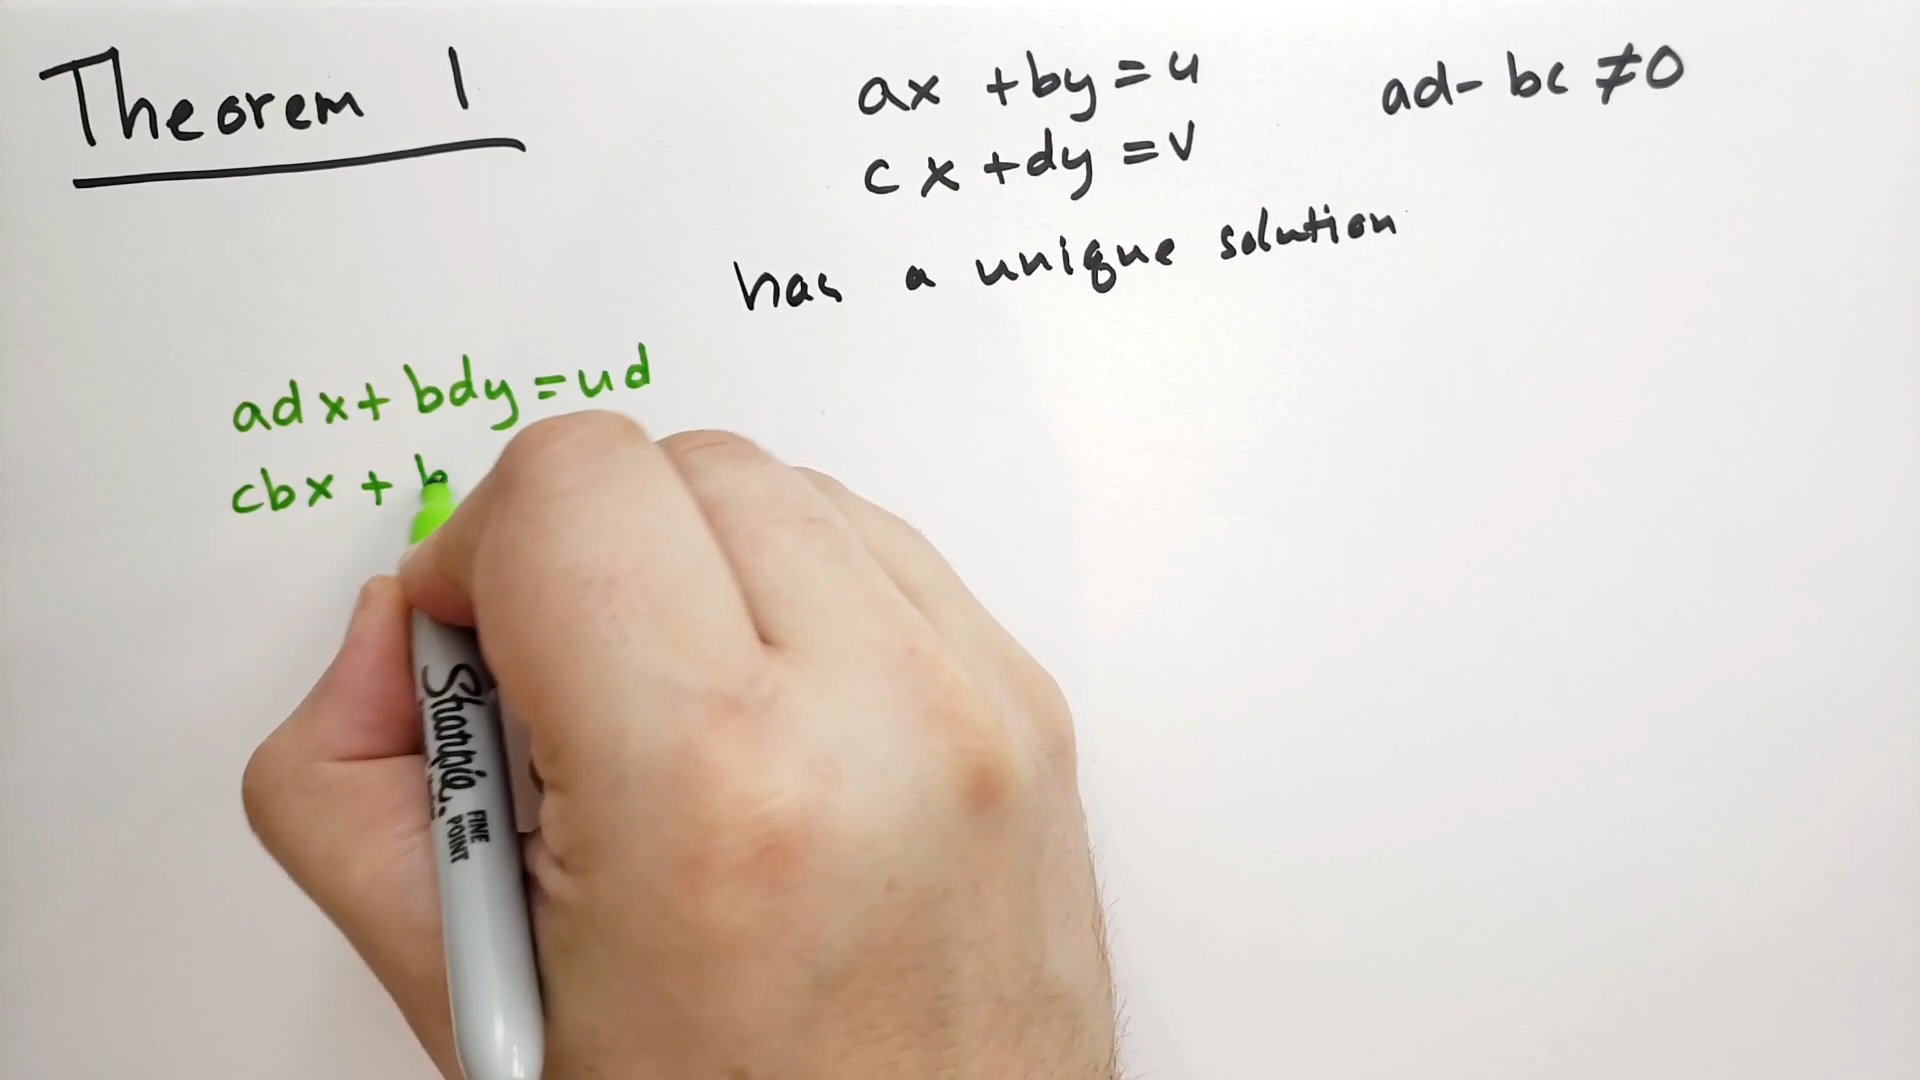 Theorem 1
ax + by = u
ad - bc ≠ 0
cx + dy = v
has a unique solution
adx + bdy = ud
cbx + b
Sharpie.
FINE
POINT